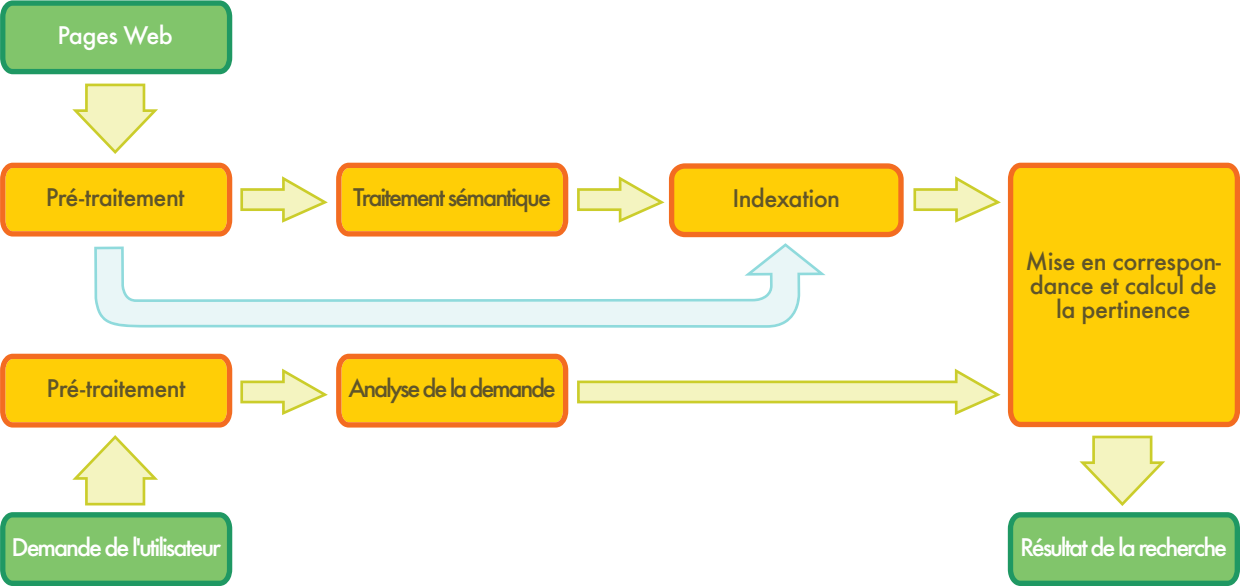 Pages Web
Pré-traitement
Traitement sémantique
Indexation
Mise en correspon-
dance et calcul de
la pertinence
Pré-traitement
Analyse de la demande
Demande de l'utilisateur
Résultat de la recherche